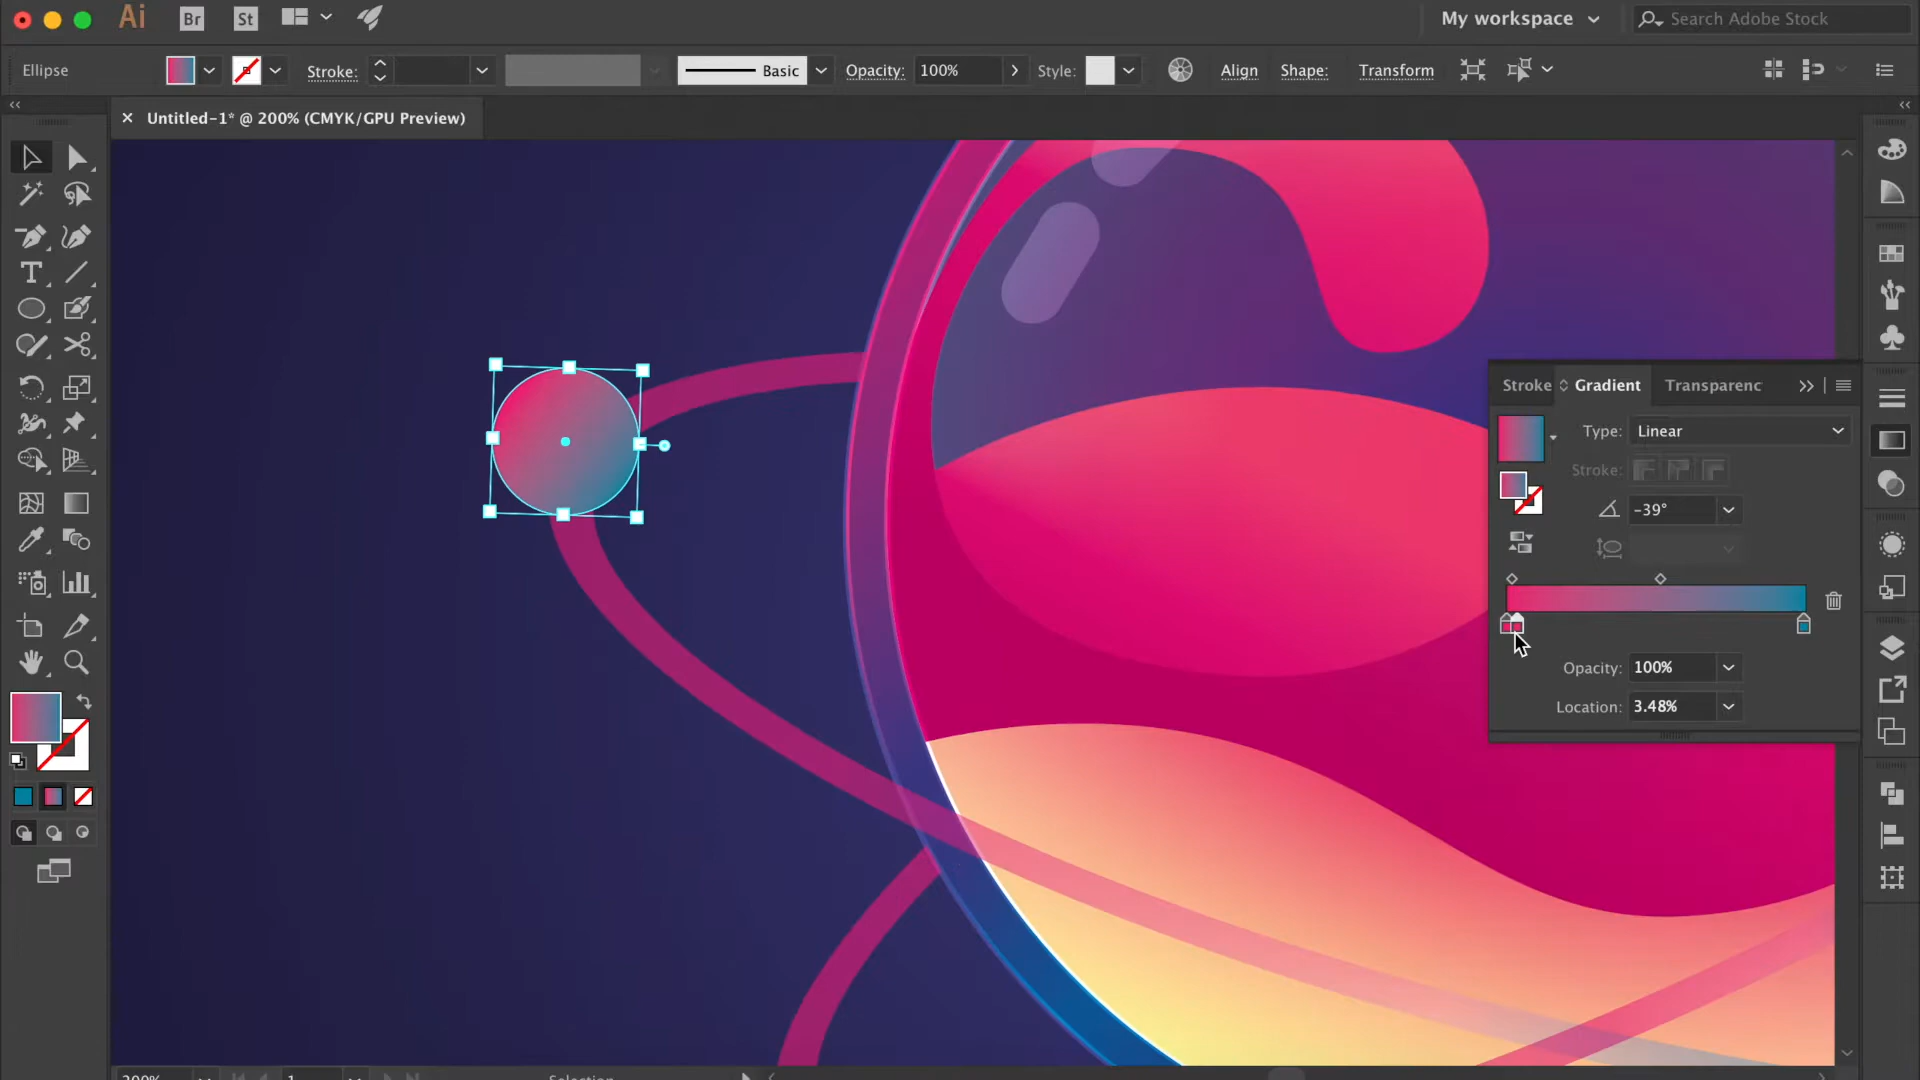 Ai Br St My workspace Search Adobe Stock
Ellipse Stroke: Basic Opacity: 100% Style: Align Shape: Transform
× Untitled-1* @ 200% (CMYK/GPU Preview)
Stroke Gradient Transparenc
Type: Linear
Stroke:
-39°
Opacity: 100%
Location: 3.48%
200% 1 Selection